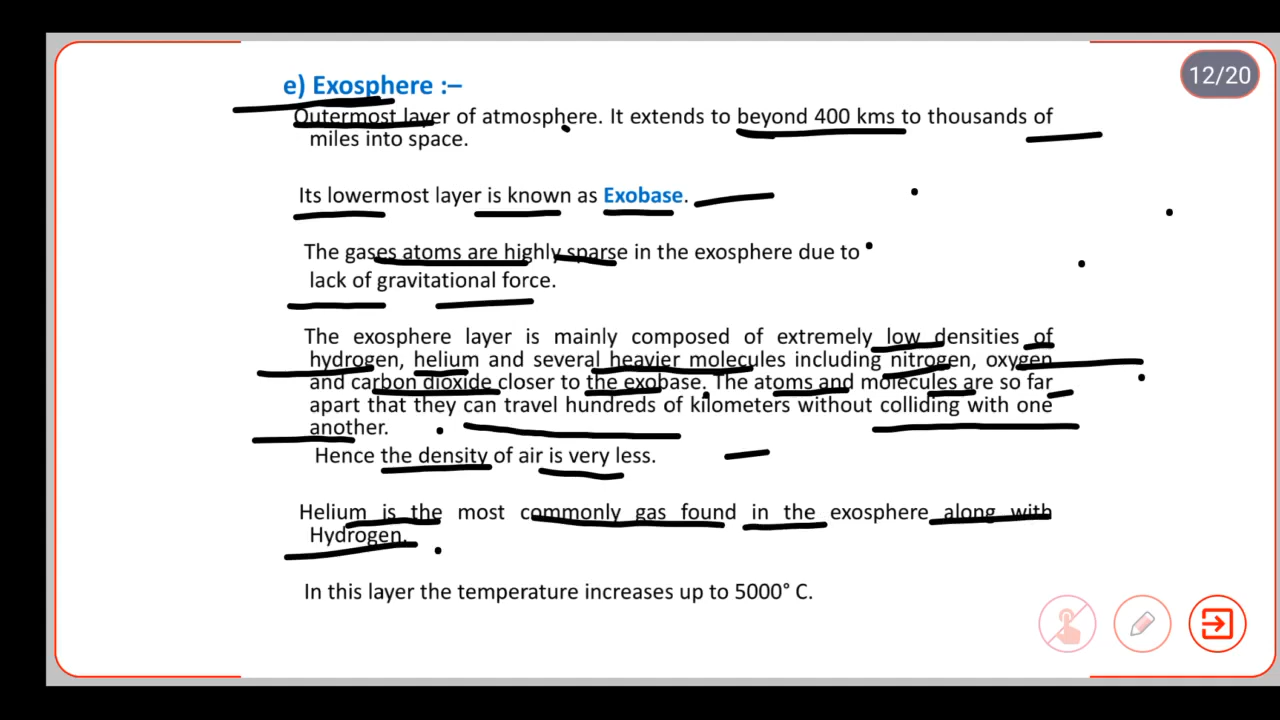 12/20
e) Exosphere :–
Outermost layer of atmosphere. It extends to beyond 400 kms to thousands of
miles into space.
Its lowermost layer is known as Exobase.
The gases atoms are highly sparse in the exosphere due to
lack of gravitational force.
The exosphere layer is mainly composed of extremely low densities of
hydrogen, helium and several heavier molecules including nitrogen, oxygen
and carbon dioxide closer to the exobase. The atoms and molecules are so far
apart that they can travel hundreds of kilometers without colliding with one
another.
Hence the density of air is very less.
Helium is the most commonly gas found in the exosphere along with
Hydrogen.
In this layer the temperature increases up to 5000° C.